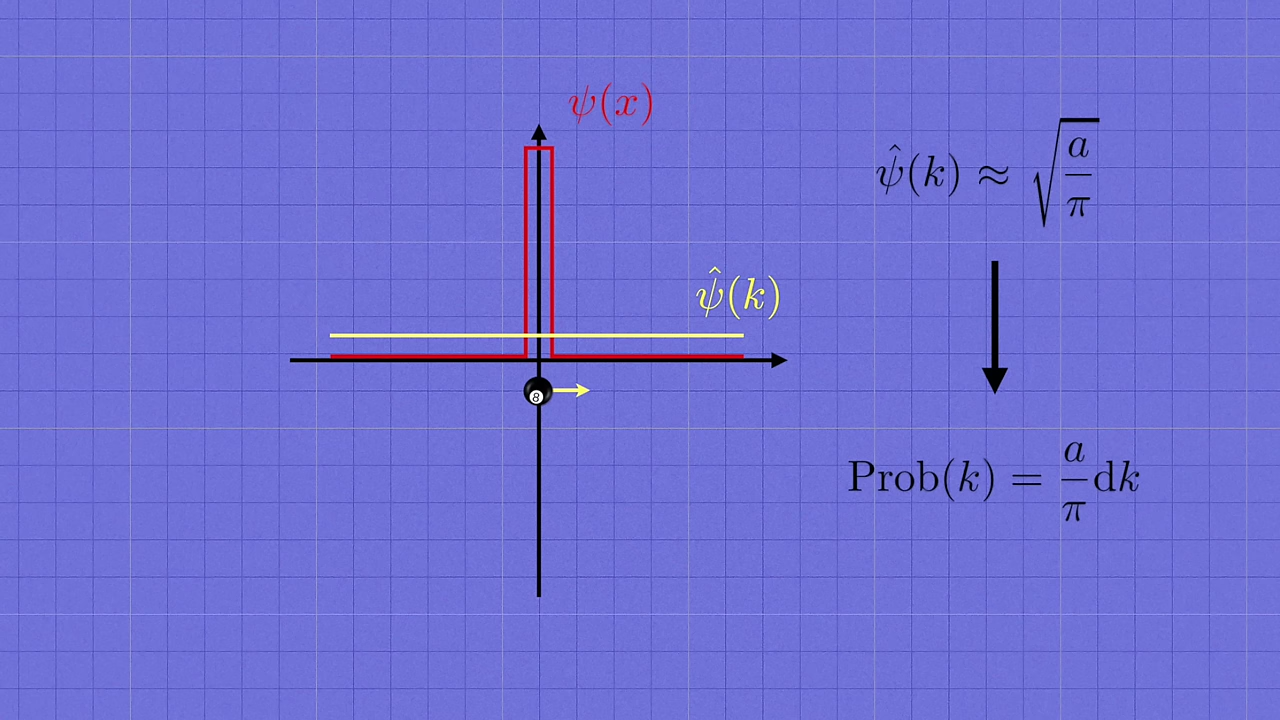 ψ(x)
ψ̂(k) ≈ √(a/π)
ψ̂(k)
8
Prob(k) = a/π dk